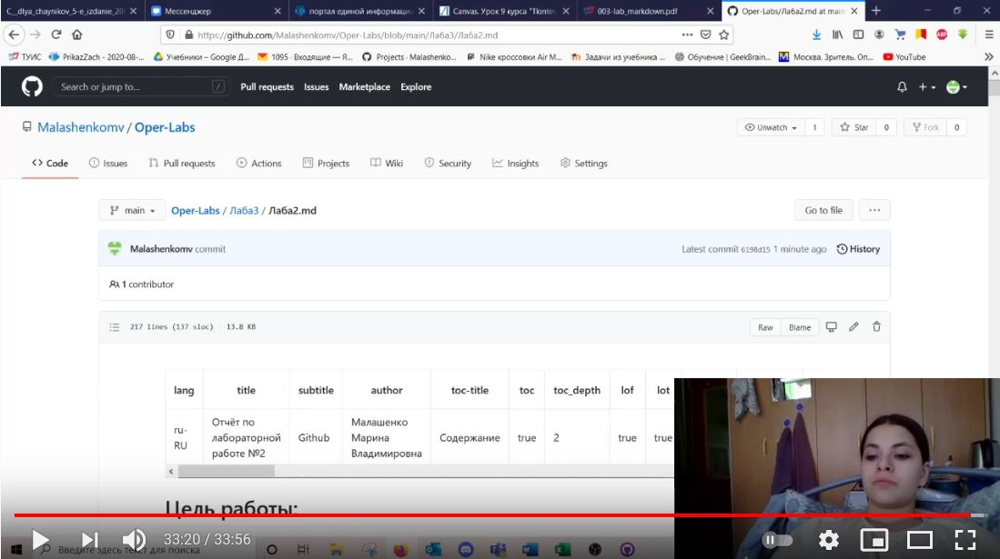 C__dlya_chaynikov_5-e_izdanie_20
Мессенджер
портал единой информацио
Canvas. Урок 9 курса "Tkinte
003-lab_markdown.pdf
Oper-Labs/Лаба2.md at main
https://github.com/Malashenkomv/Oper-Labs/blob/main/Лаба3/Лаба2.md
ТУИС
PrikazZach - 2020-08-...
Учебники – Google Д...
1095 · Входящие — Я...
Projects · Malashenko...
Nike кроссовки Air M...
Задачи из учебника ...
Обучение | GeekBrain...
Москва. Зритель. Оп...
YouTube
Search or jump to...
/
Pull requests Issues Marketplace Explore
Malashenkomv / Oper-Labs
Unwatch 1 Star 0 Fork 0
Code Issues Pull requests Actions Projects Wiki Security Insights Settings
main Oper-Labs / Лаба3 / Лаба2.md Go to file ...
Malashenkomv commit Latest commit 6198d15 1 minute ago History
1 contributor
217 lines (137 sloc) 13.8 KB Raw Blame
lang title subtitle author toc-title toc toc_depth lof lot
ru-RU
Отчёт по
лабораторной
работе №2
Github
Малашенко
Марина
Владимировна
Содержание true 2 true true
Цель работы:
33:20 / 33:56
Введите здесь текст для поиска